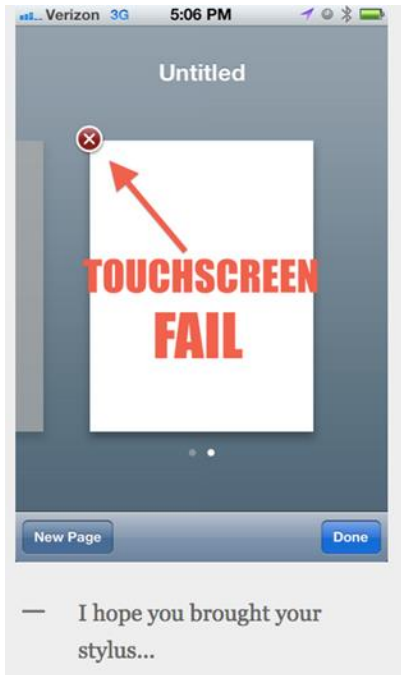 Verizon 3G 5:06 PM
Untitled
TOUCHSCREEN
FAIL
New Page Done
— I hope you brought your
stylus...